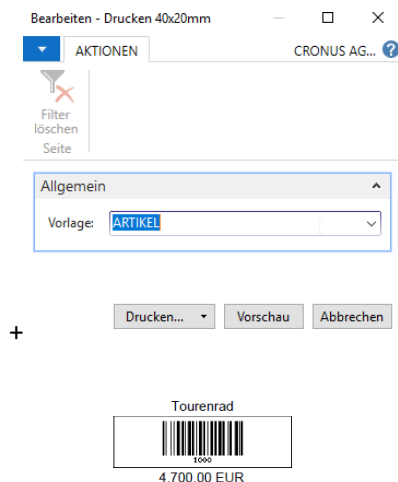 Bearbeiten - Drucken 40x20mm
AKTIONEN
CRONUS AG... ?
Filter
löschen
Seite
Allgemein
Vorlage: ARTIKEL
Drucken... Vorschau Abbrechen
+
Tourenrad
1000
4.700,00 EUR